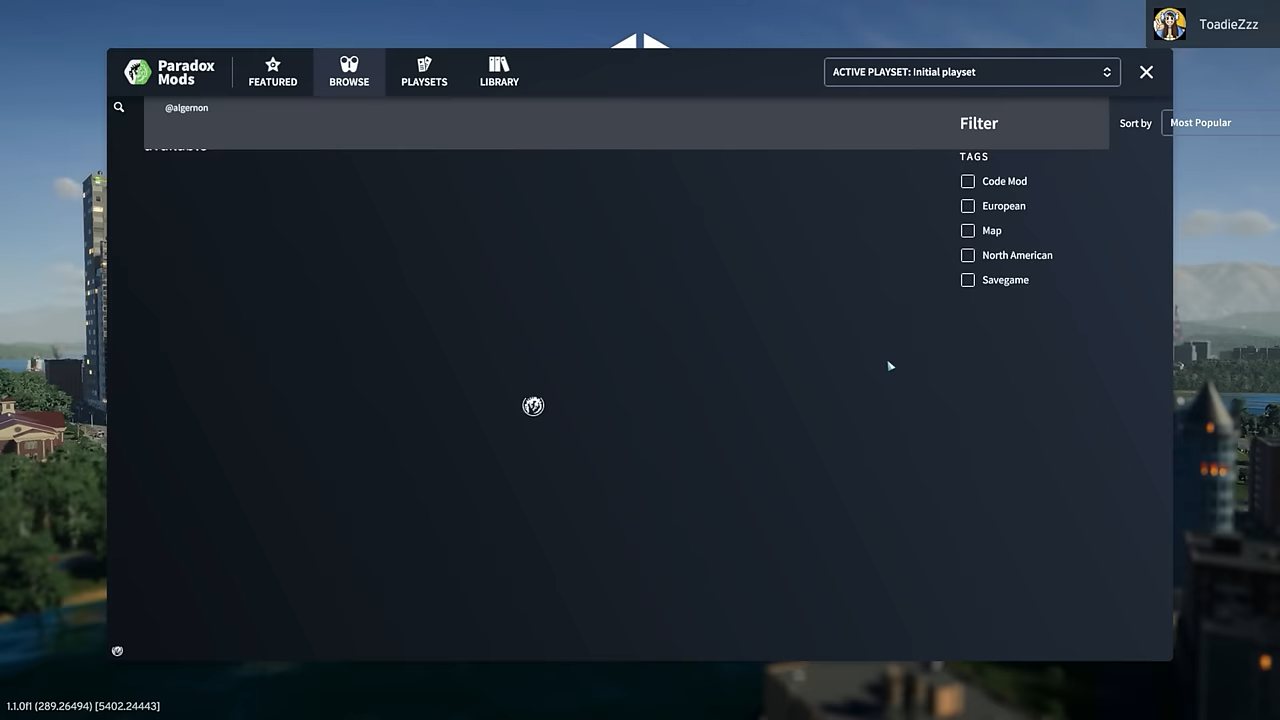 ToadieZzz
Paradox
Mods
FEATURED
BROWSE
PLAYSETS
LIBRARY
ACTIVE PLAYSET: Initial playset
@algernon
Filter
Sort by
Most Popular
TAGS
Code Mod
European
Map
North American
Savegame
1.1.0f1 (289.26494) [5402.24443]